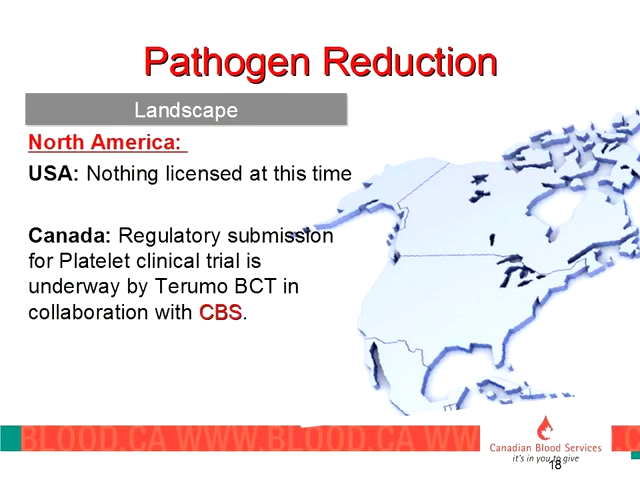 Pathogen Reduction
Landscape
North America:
USA: Nothing licensed at this time
Canada: Regulatory submission
for Platelet clinical trial is
underway by Terumo BCT in
collaboration with CBS.
BLOOD.CA WWW.BLOOD.CA WW
Canadian Blood Services
it's in you to give
18